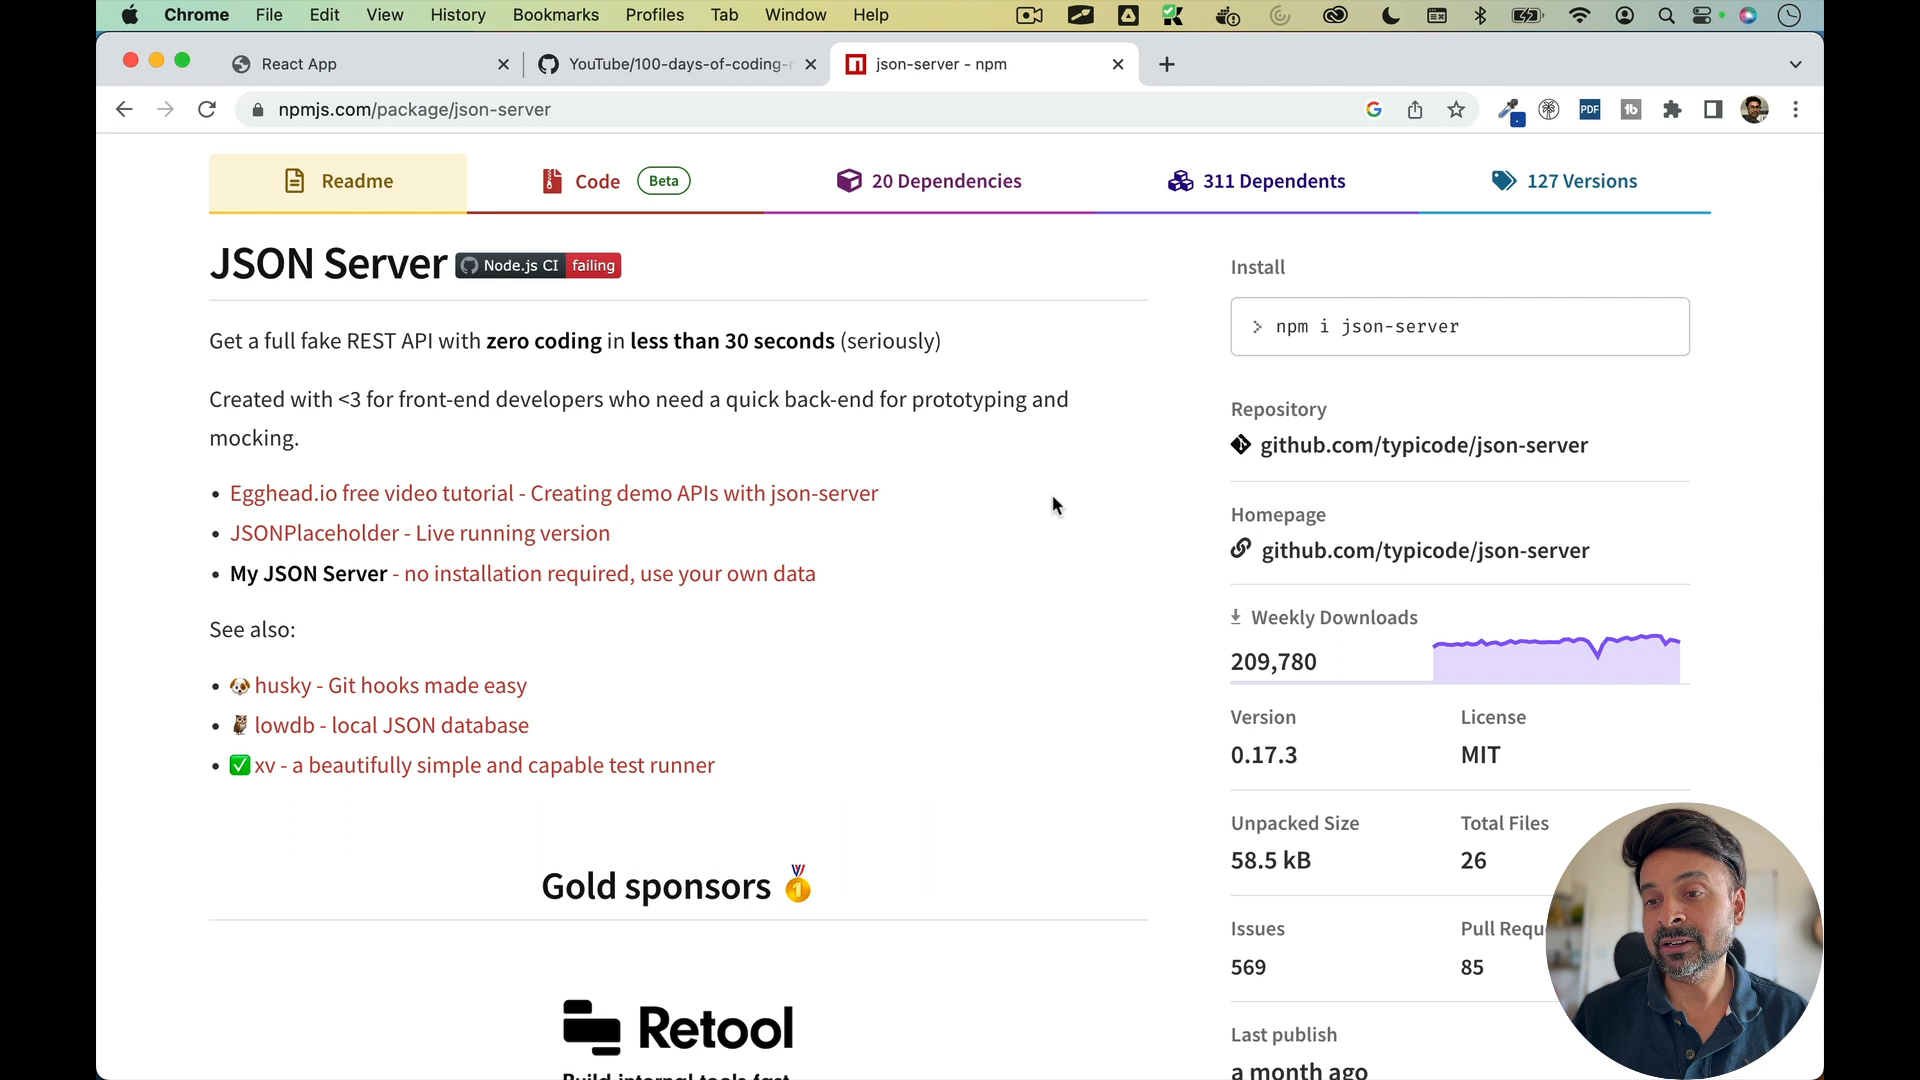 Chrome File Edit View History Bookmarks Profiles Tab Window Help
React App
YouTube/100-days-of-coding-r
json-server - npm
npmjs.com/package/json-server
PDF
tb
Readme
Code Beta
20 Dependencies
311 Dependents
127 Versions
JSON Server Node.js CI failing
Get a full fake REST API with zero coding in less than 30 seconds (seriously)
Created with <3 for front-end developers who need a quick back-end for prototyping and
mocking.
• Egghead.io free video tutorial - Creating demo APIs with json-server
• JSONPlaceholder - Live running version
• My JSON Server - no installation required, use your own data
See also:
• 🐶 husky - Git hooks made easy
• 🦉 lowdb - local JSON database
• ✅ xv - a beautifully simple and capable test runner
Gold sponsors 🥇
Retool
Build internal tools fast
Install
> npm i json-server
Repository
github.com/typicode/json-server
Homepage
github.com/typicode/json-server
Weekly Downloads
209,780
Version License
0.17.3 MIT
Unpacked Size Total Files
58.5 kB 26
Issues Pull Requ
569 85
Last publish
a month ago